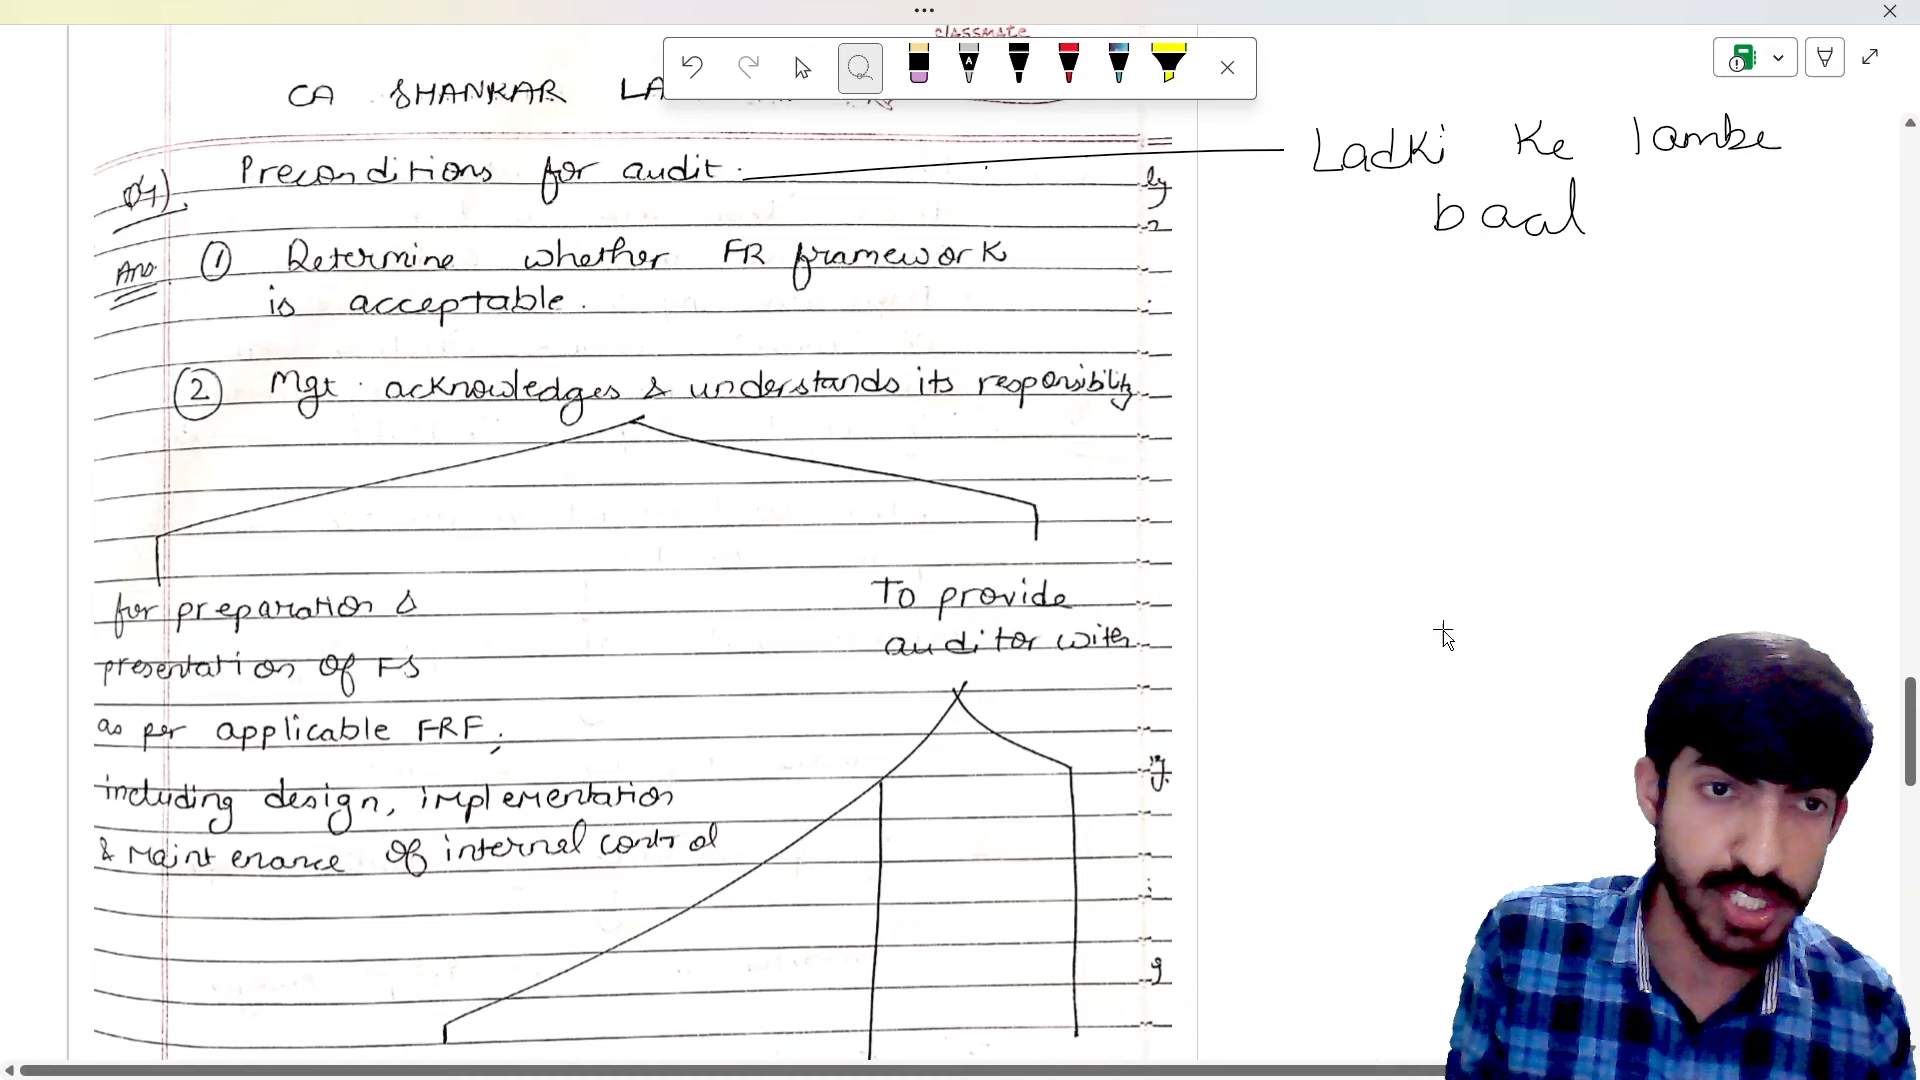 classmate
CA SHANKAR
Q4). Preconditions for audit.
Ladki ke lambe
baal
Ans. ① Determine whether FR framework
is acceptable.
② Mgt. acknowledges & understands its responsibility
for preparation &
presentation of FS
as per applicable FRF,
including design, implementation
& Maintenance of internal control
To provide
auditor with